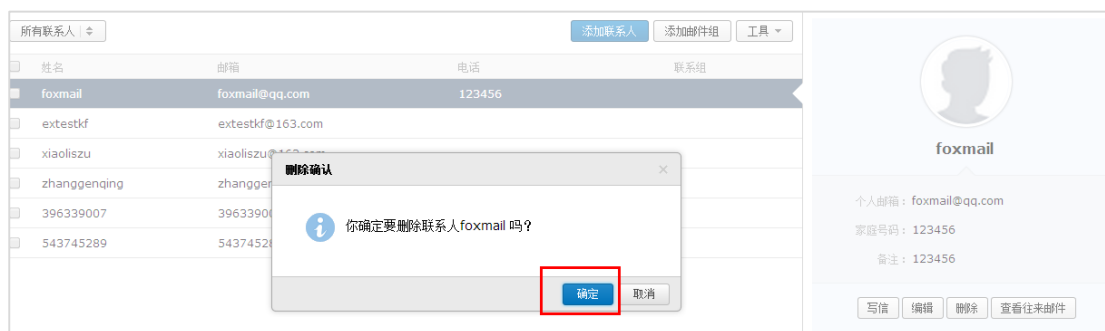 所有联系人
添加联系人 添加邮件组 工具
姓名 邮箱 电话 联系组
foxmail foxmail@qq.com 123456
extestkf extestkf@163.com
xiaoliszu
zhanggenqing
396339007
543745289
删除确认
你确定要删除联系人foxmail 吗?
确定 取消
foxmail
个人邮箱: foxmail@qq.com
家庭号码: 123456
备注: 123456
写信 编辑 删除 查看往来邮件